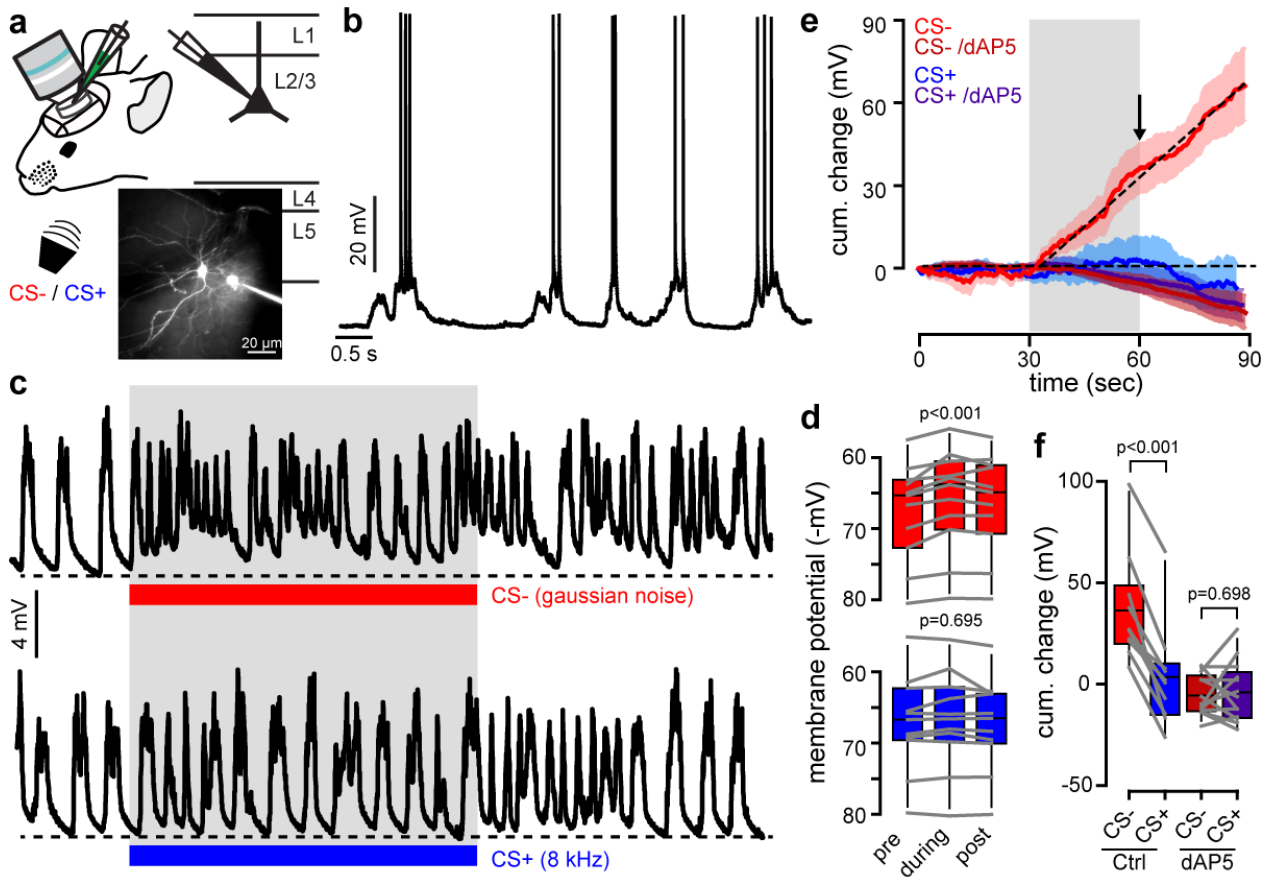 a
L1
L2/3
L4
L5
CS- / CS+
20 µm
b
20 mV
0.5 s
c
CS- (gaussian noise)
4 mV
CS+ (8 kHz)
e
CS-
CS- /dAP5
CS+
CS+ /dAP5
cum. change (mV)
90
60
30
0
0
30
60
90
time (sec)
d
p<0.001
membrane potential (-mV)
60
70
80
p=0.695
60
70
80
pre
during
post
f
p<0.001
p=0.698
cum. change (mV)
100
50
0
-50
CS-
CS+
CS-
CS+
Ctrl
dAP5